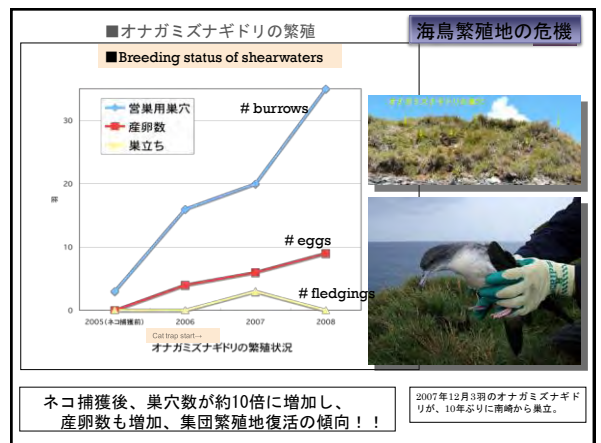 ■オナガミズナギドリの繁殖
海鳥繁殖地の危機
■Breeding status of shearwaters
営巣用巣穴
産卵数
巣立ち
# burrows
# eggs
# fledgings
30
20
10
0
2005(ネコ捕獲前)
2006
2007
2008
Cat trap start→
オナガミズナギドリの繁殖状況
ネコ捕獲後、巣穴数が約10倍に増加し、
産卵数も増加、集団繁殖地復活の傾向！！
2007年12月3羽のオナガミズナギド
リが、10年ぶりに南崎から巣立。